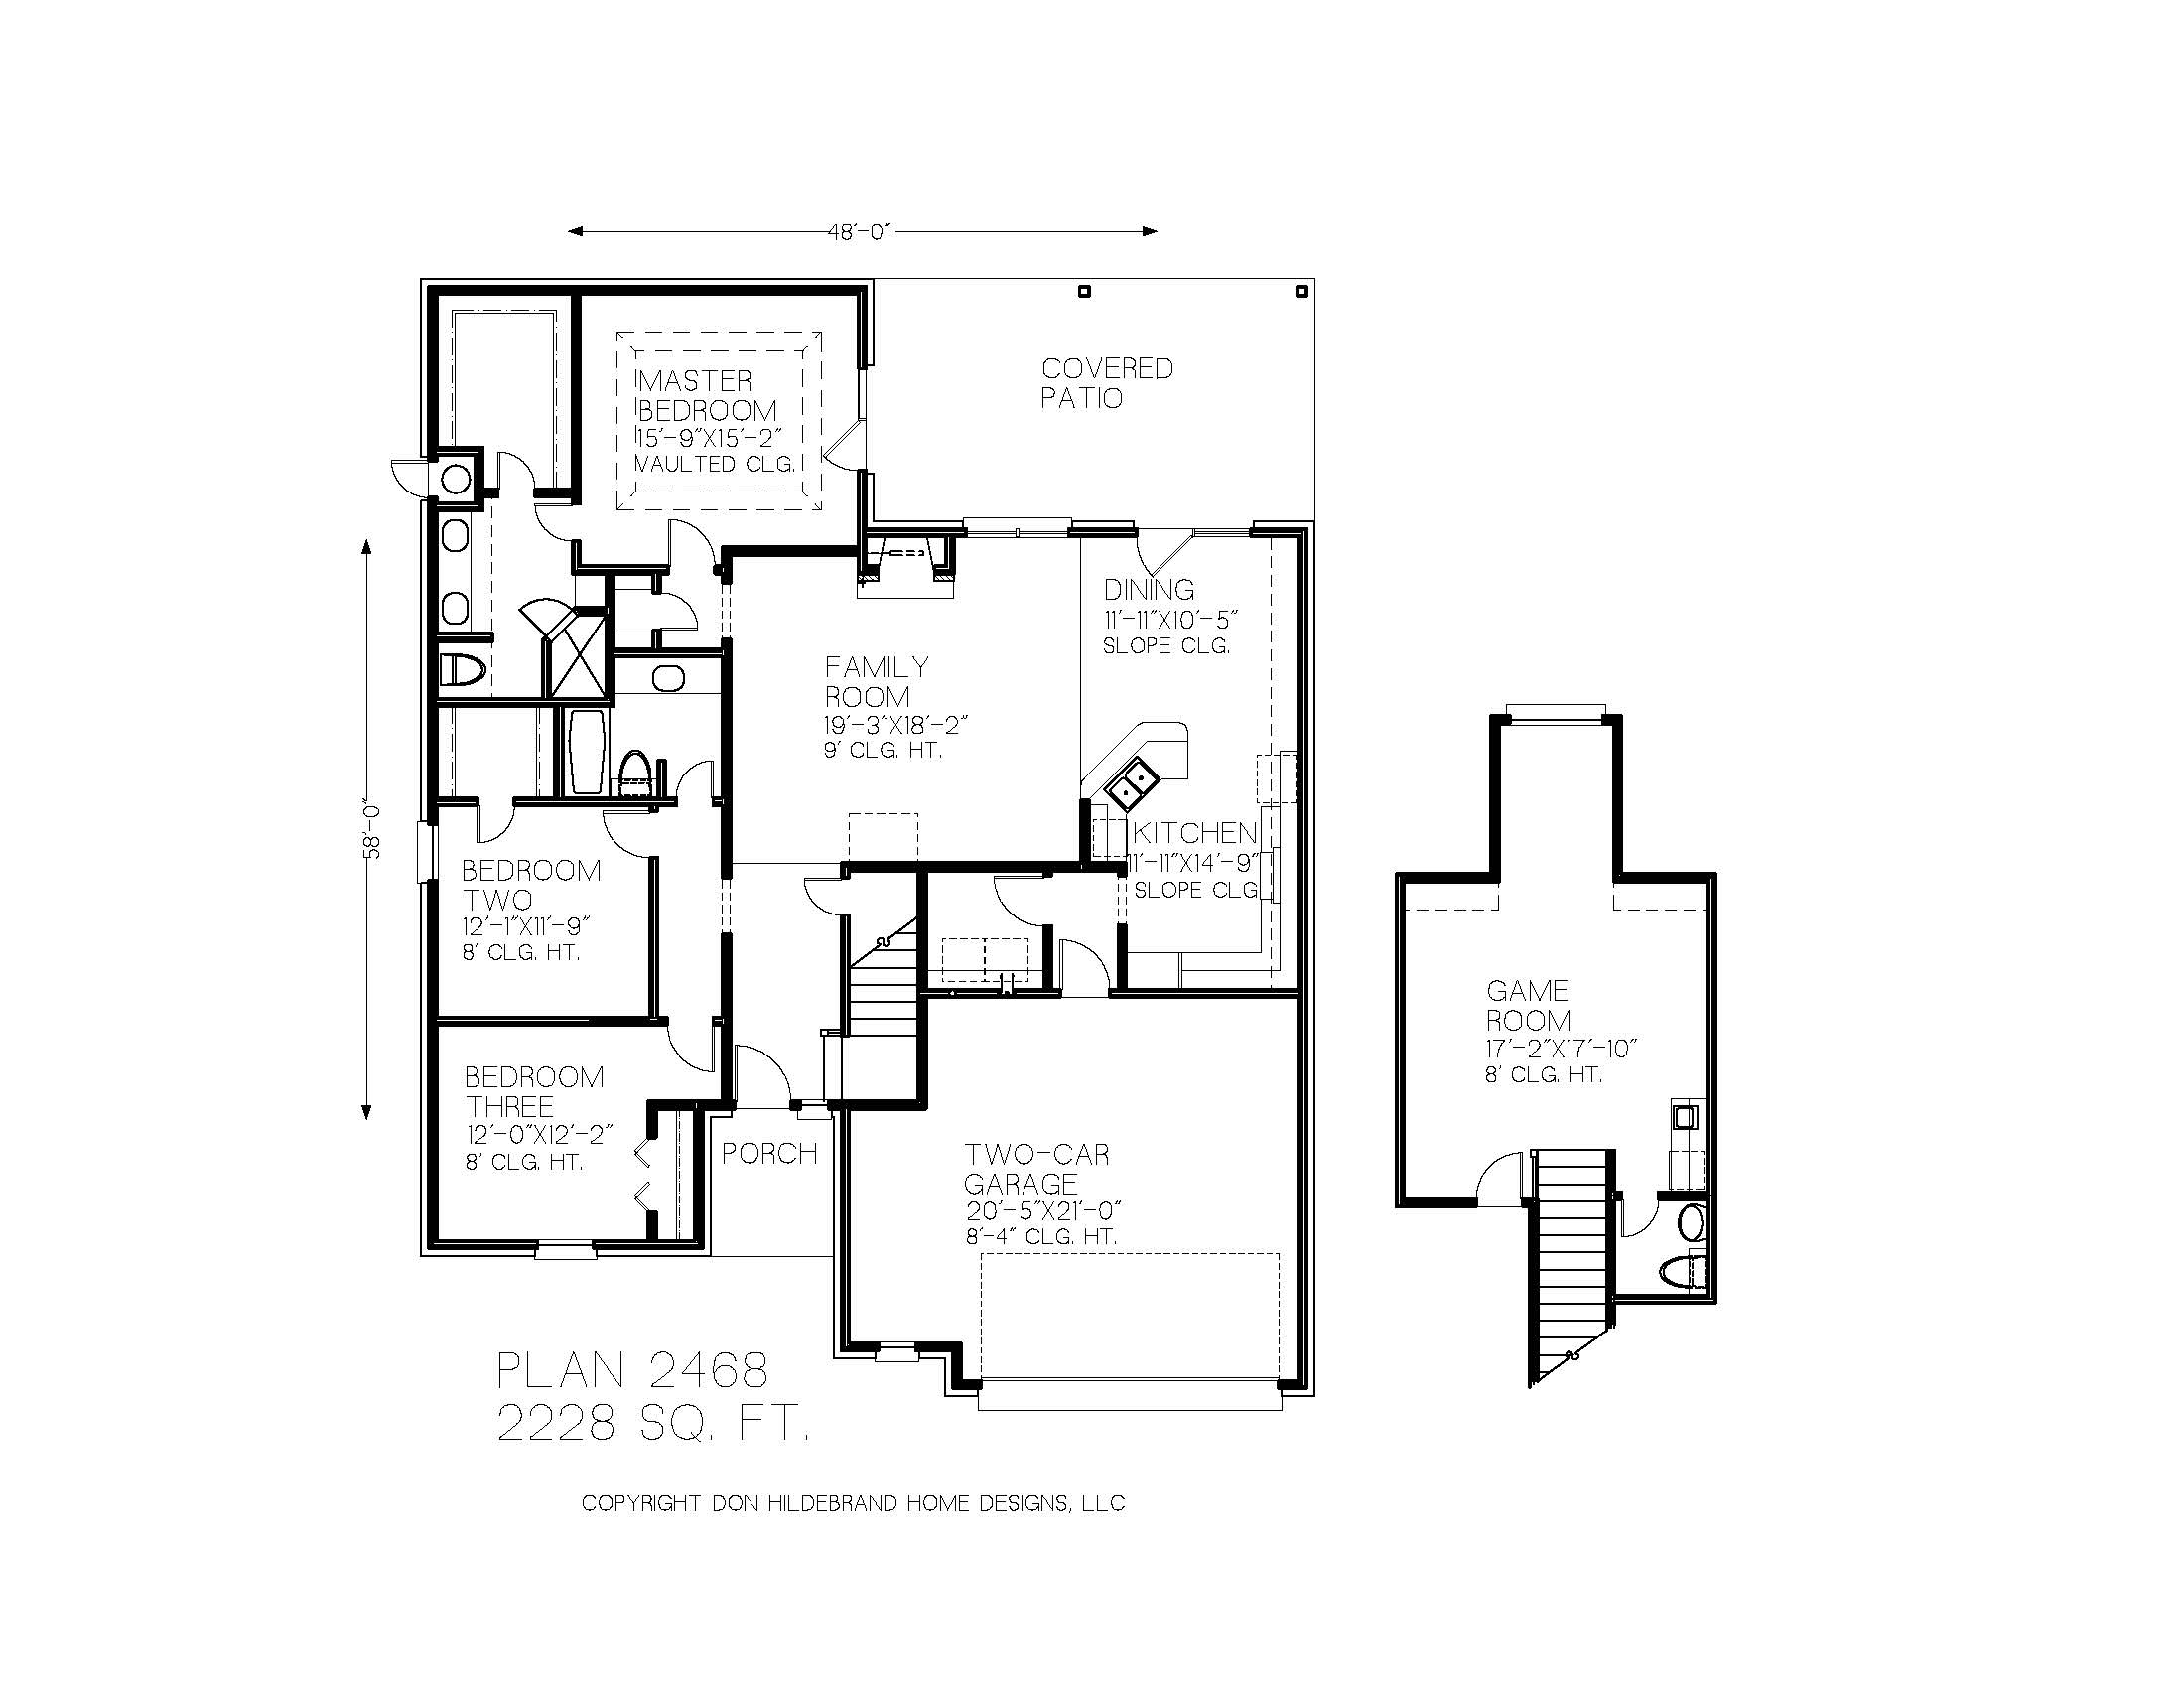 48'-0"
COVERED
PATIO
MASTER
BEDROOM
15'-9"X15'-2"
VAULTED CLG.
DINING
11'-11"X10'-5"
SLOPE CLG.
FAMILY
ROOM
19'-3"X18'-2"
9' CLG. HT.
58'-0"
KITCHEN
11'-11"X14'-9"
SLOPE CLG
BEDROOM
TWO
12'-1"X11'-9"
8' CLG. HT.
GAME
ROOM
17'-2"X17'-10"
8' CLG. HT.
BEDROOM
THREE
12'-0"X12'-2"
8' CLG. HT.
PORCH
TWO-CAR
GARAGE
20'-5"X21'-0"
8'-4" CLG. HT.
PLAN 2468
2228 SQ. FT.
COPYRIGHT DON HILDEBRAND HOME DESIGNS, LLC